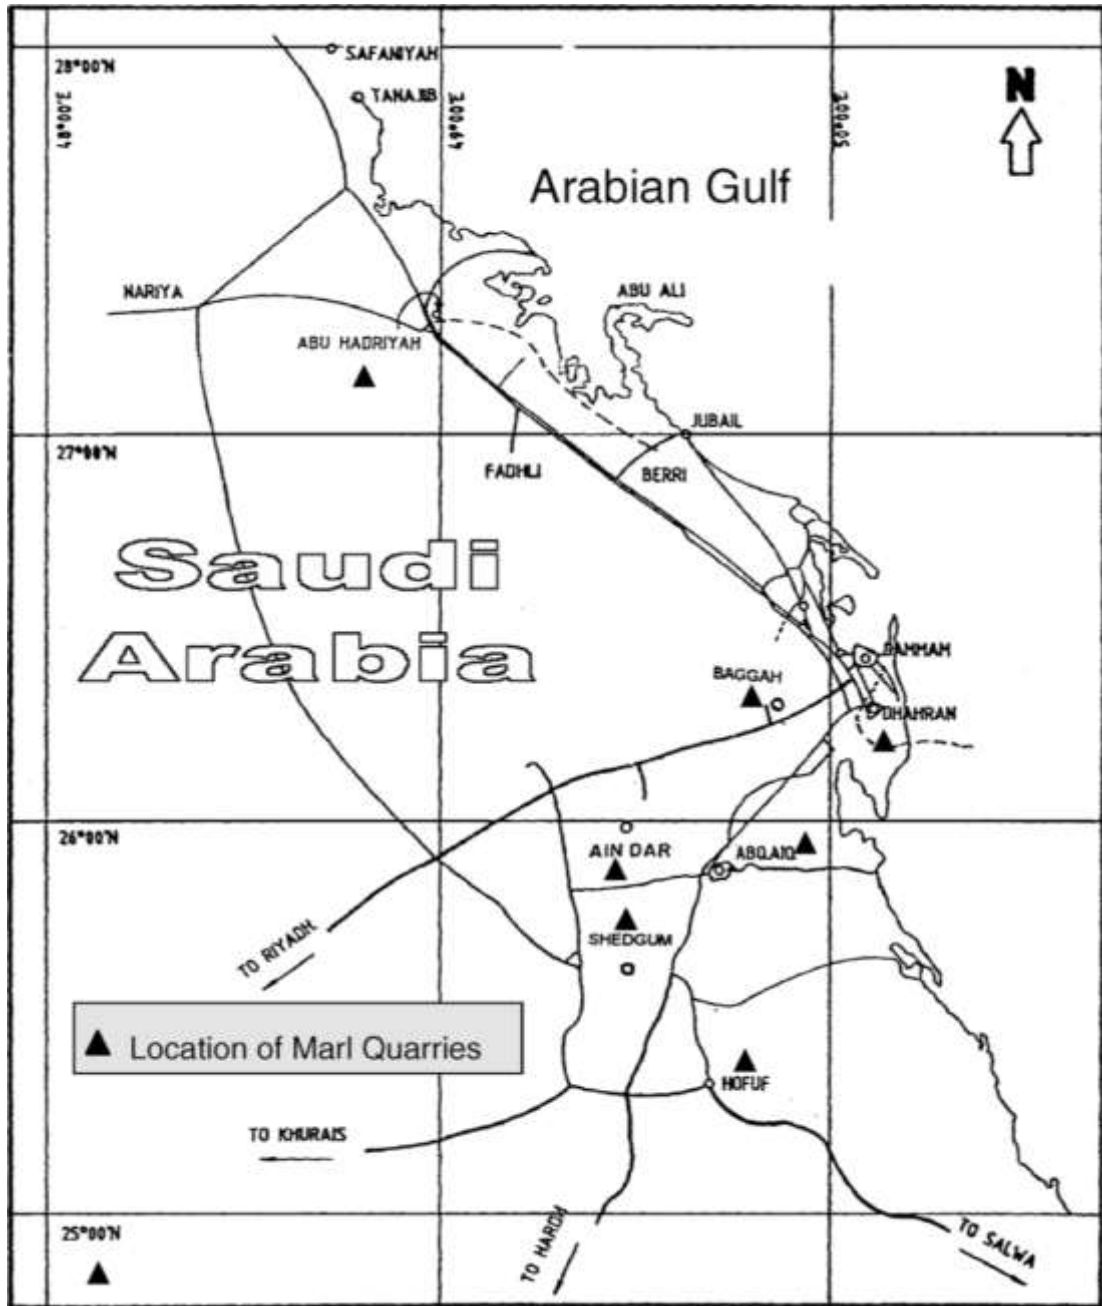 SAFANIYAH
28°00'N
TANAJIB
48°00'E
49°00'E
50°00'E
N
Arabian Gulf
NARIYA
ABU ALI
ABU HADRIYAH
JUBAIL
27°00'N
FADHLI
BERRI
Saudi
Arabia
DAMMAM
BAGGAH
DHAHRAN
26°00'N
AIN DAR
ABQAIQ
SHEDGUM
TO RIYADH
Location of Marl Quarries
HOFUF
TO KHURAIS
25°00'N
TO HARDH
TO SALWA